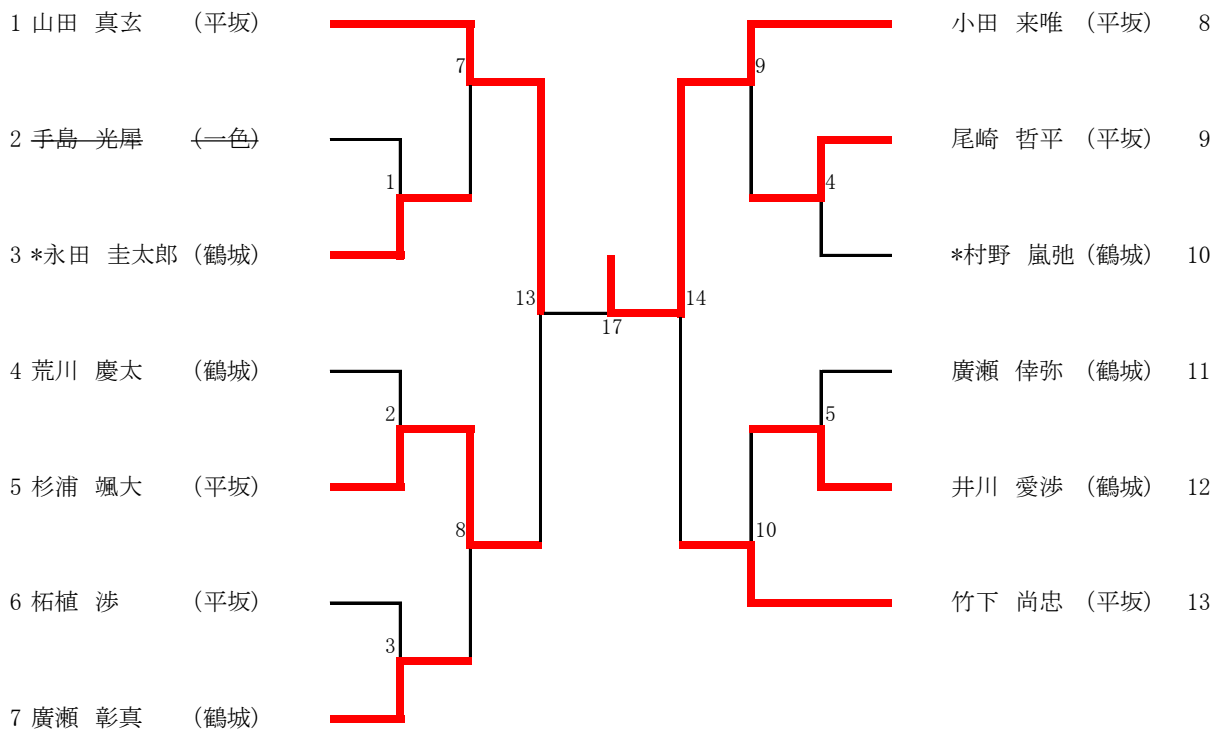 1 山田 真玄 (平坂)
2 手島 光犀 (一色)
3 *永田 圭太郎 (鶴城)
4 荒川 慶太 (鶴城)
5 杉浦 颯大 (平坂)
6 柘植 渉 (平坂)
7 廣瀬 彰真 (鶴城)
7
1
13
2
8
3
17
9
4
14
5
10
小田 来唯 (平坂) 8
尾崎 哲平 (平坂) 9
*村野 嵐弛 (鶴城) 10
廣瀬 倖弥 (鶴城) 11
井川 愛渉 (鶴城) 12
竹下 尚忠 (平坂) 13